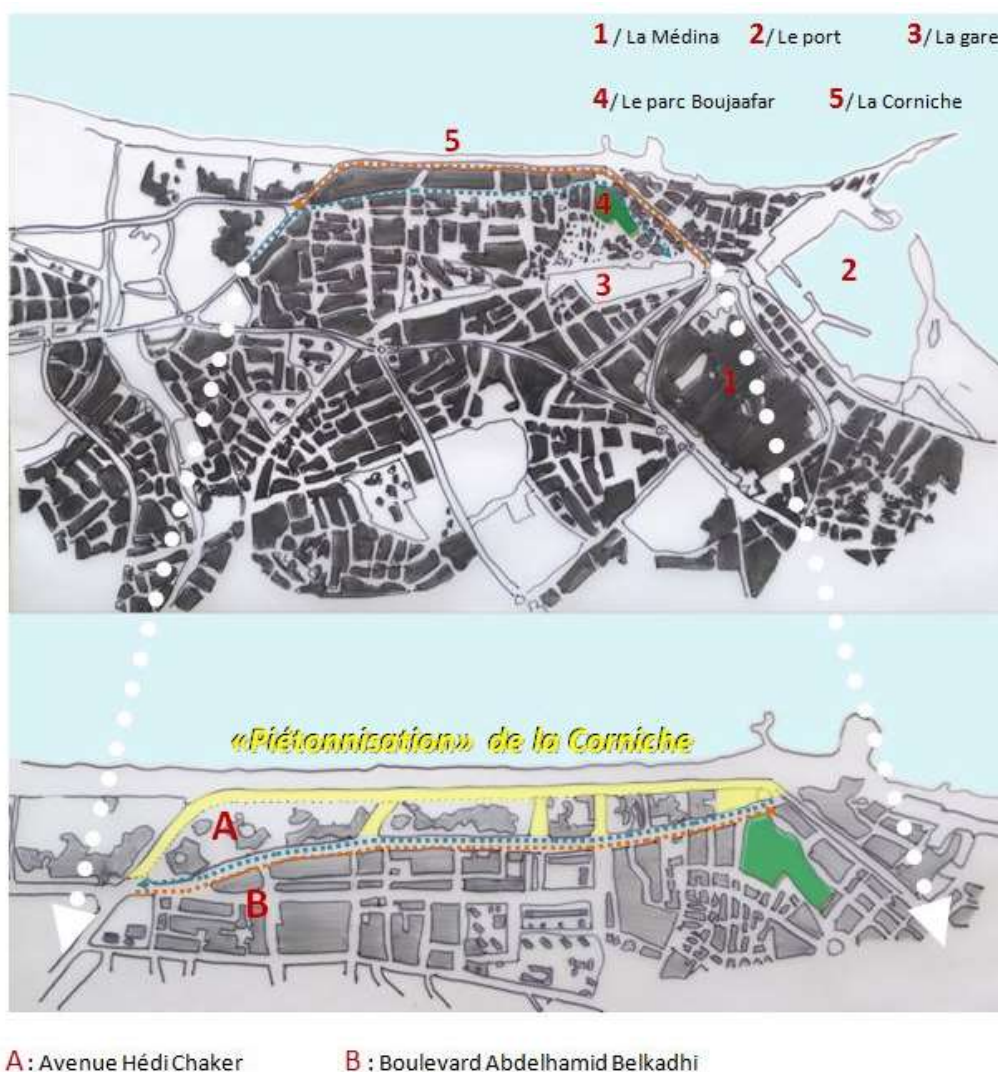 1 / La Médina 2/ Le port 3/ La gare
4/ Le parc Boujaafar 5/ La Corniche
5
4
3
2
1
«Piétonnisation» de la Corniche
A
B
A : Avenue Hédi Chaker B : Boulevard Abdelhamid Belkadhi